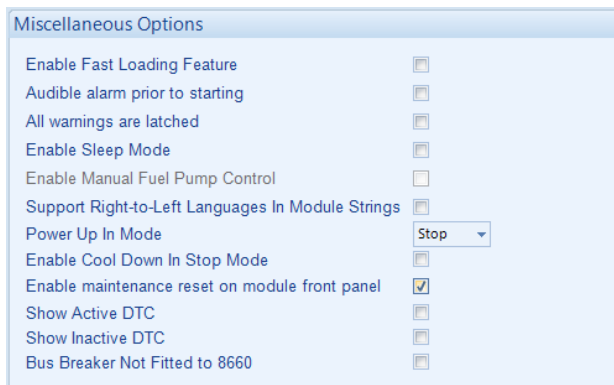 Miscellaneous Options
Enable Fast Loading Feature
Audible alarm prior to starting
All warnings are latched
Enable Sleep Mode
Enable Manual Fuel Pump Control
Support Right-to-Left Languages In Module Strings
Power Up In Mode Stop
Enable Cool Down In Stop Mode
Enable maintenance reset on module front panel
Show Active DTC
Show Inactive DTC
Bus Breaker Not Fitted to 8660